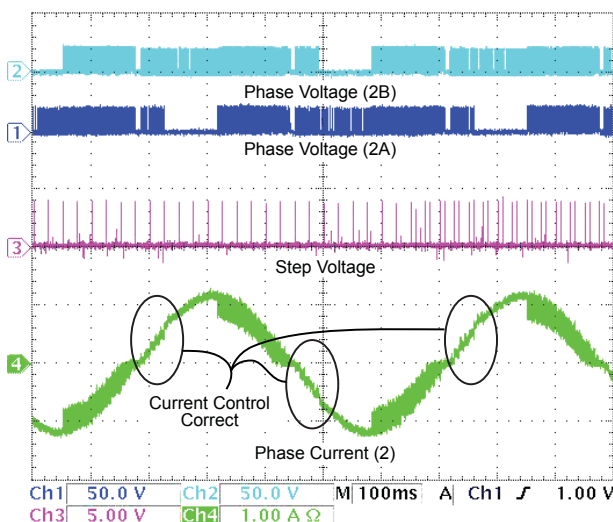 2
Phase Voltage (2B)
1
Phase Voltage (2A)
3
Step Voltage
4
Current Control
Correct
Phase Current (2)
Ch1 50.0 V Ch2 50.0 V M 100ms A Ch1 ƒ 1.00 V
Ch3 5.00 V Ch4 1.00 A Ω